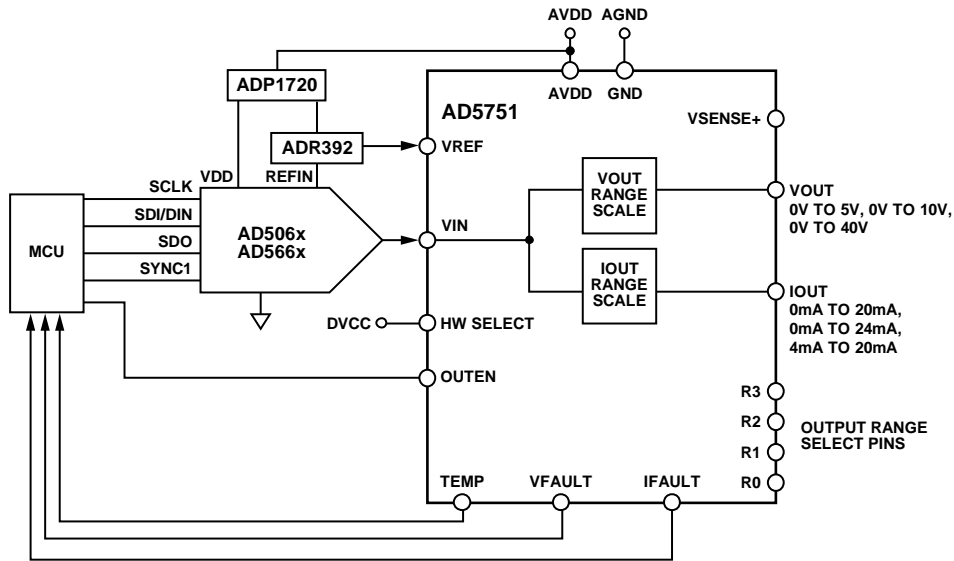 AVDD AGND
ADP1720
AVDD GND
AD5751
VSENSE+
ADR392
VREF
SCLK VDD REFIN
VOUT
RANGE
SCALE
VOUT
0V TO 5V, 0V TO 10V,
0V TO 40V
SDI/DIN
MCU
SDO
SYNC1
AD506x
AD566x
VIN
IOUT
RANGE
SCALE
IOUT
0mA TO 20mA,
0mA TO 24mA,
4mA TO 20mA
DVCC HW SELECT
OUTEN
R3
R2
R1
R0
OUTPUT RANGE
SELECT PINS
TEMP VFAULT IFAULT